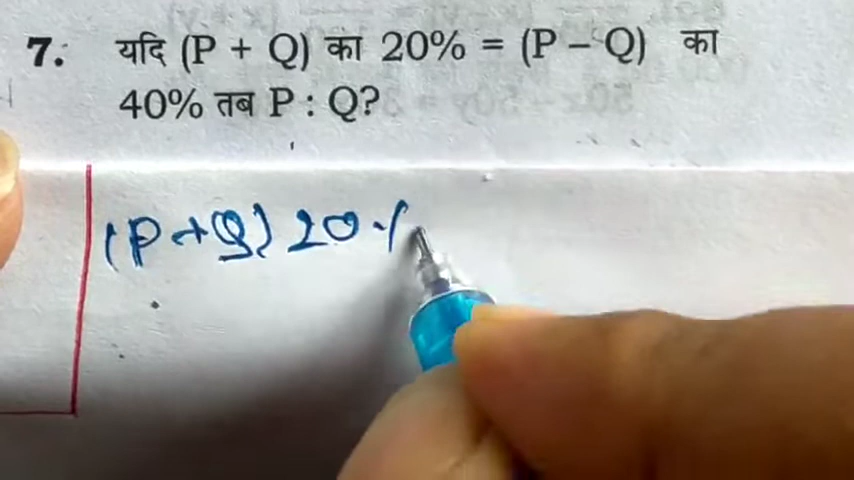 7. यदि (P + Q) का 20% = (P – Q) का
40% तब P : Q?
(P+Q) 20%